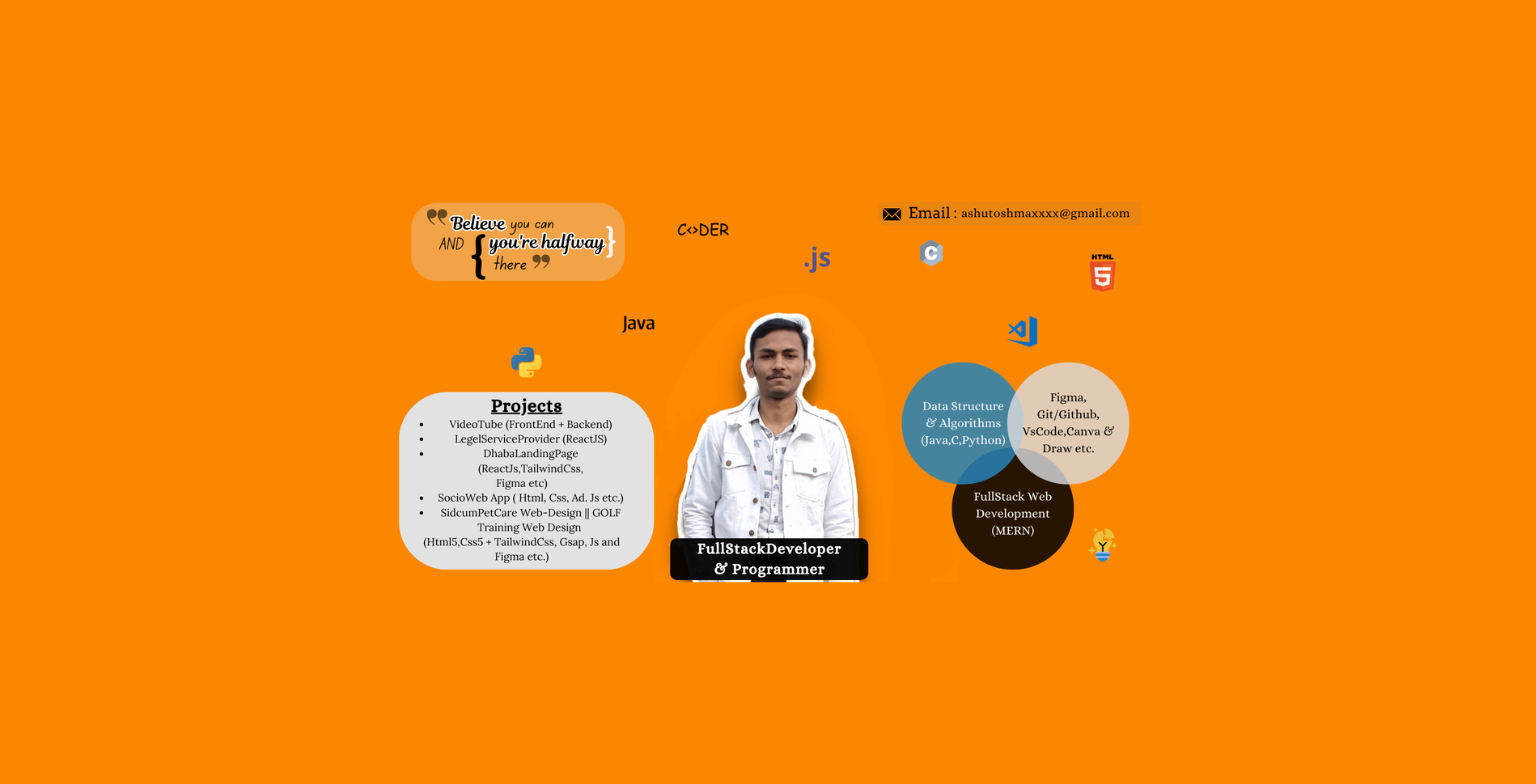 Believe you can
AND { you're halfway }
there
C<>DER
.js
Java
Email : ashutoshmaxxxx@gmail.com
C
HTML
5
Projects
• VideoTube (FrontEnd + Backend)
• LegelServiceProvider (ReactJS)
• DhabaLandingPage
(ReactJs,TailwindCss,
Figma etc)
• SocioWeb App ( Html, Css, Ad. Js etc.)
• SidcumPetCare Web-Design || GOLF
Training Web Design
(Html5,Css5 + TailwindCss, Gsap, Js and
Figma etc.)
FullStackDeveloper
& Programmer
Data Structure
& Algorithms
(Java,C,Python)
Figma,
Git/Github,
VsCode,Canva &
Draw etc.
FullStack Web
Development
(MERN)